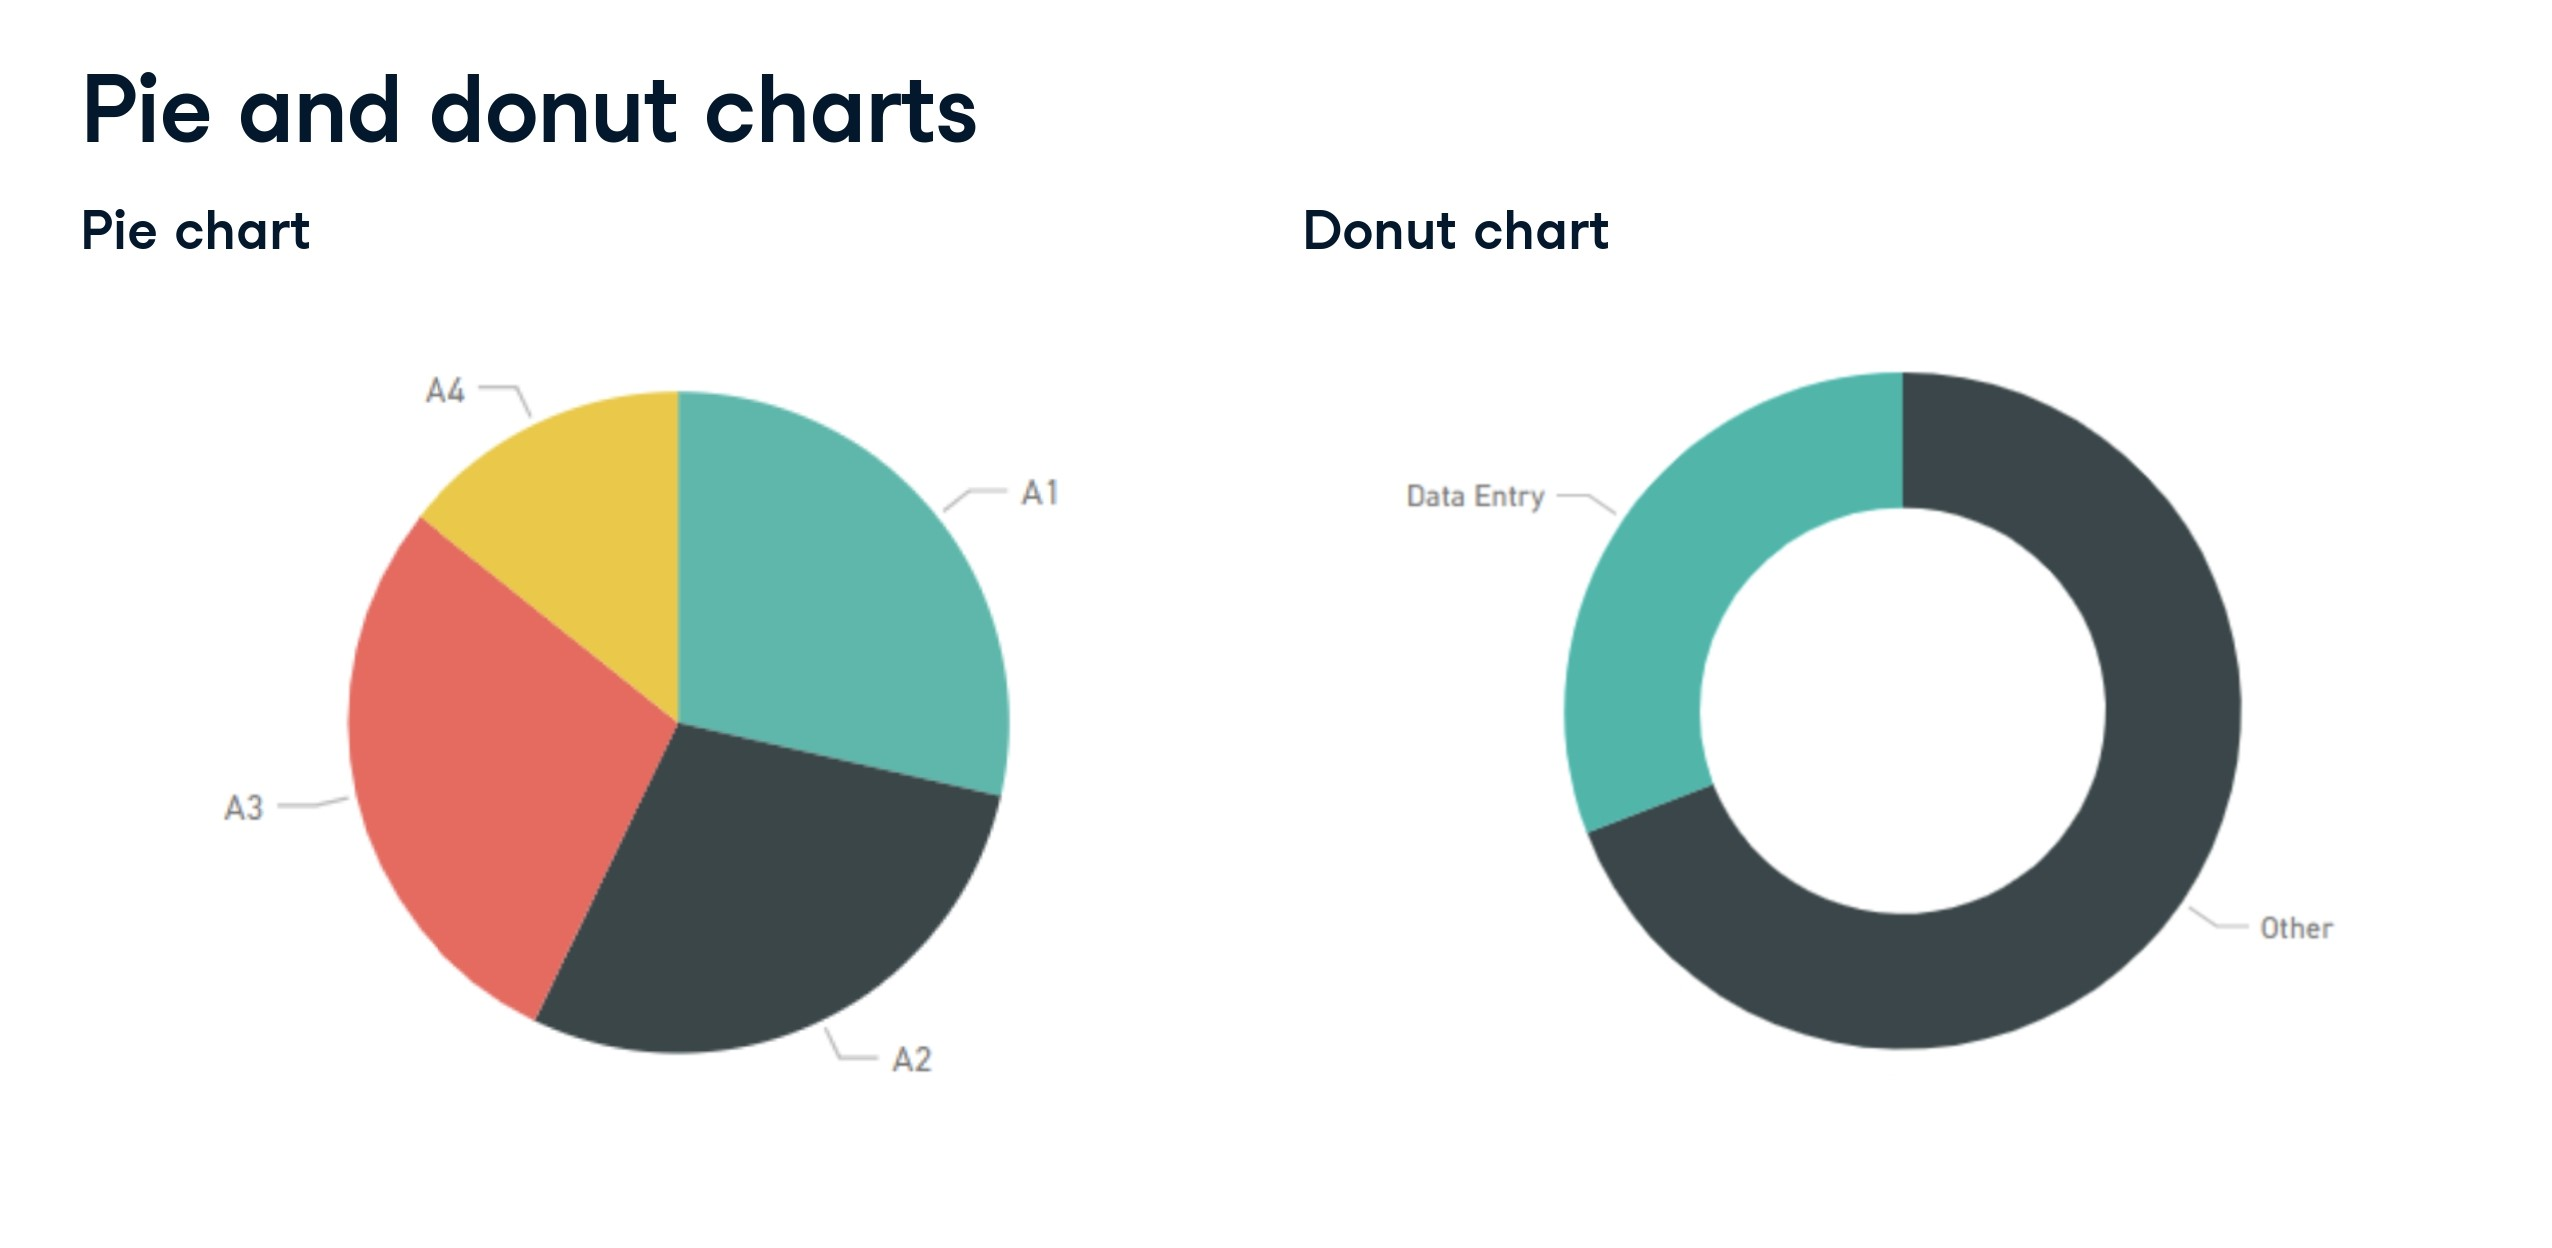 Pie and donut charts
Pie chart
Donut chart
A4
A1
A3
A2
Data Entry
Other